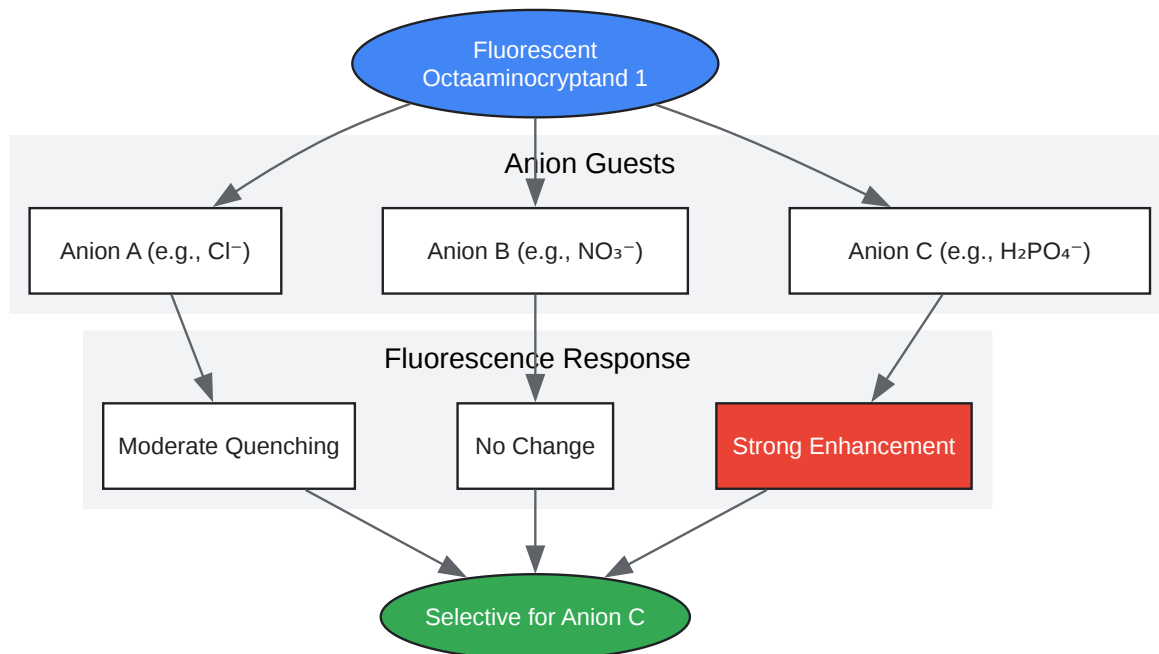 Fluorescent
Octaaminocryptand 1
Anion Guests
Anion A (e.g., Cl⁻)
Anion B (e.g., NO₃⁻)
Anion C (e.g., H₂PO₄⁻)
Fluorescence Response
Moderate Quenching
No Change
Strong Enhancement
Selective for Anion C